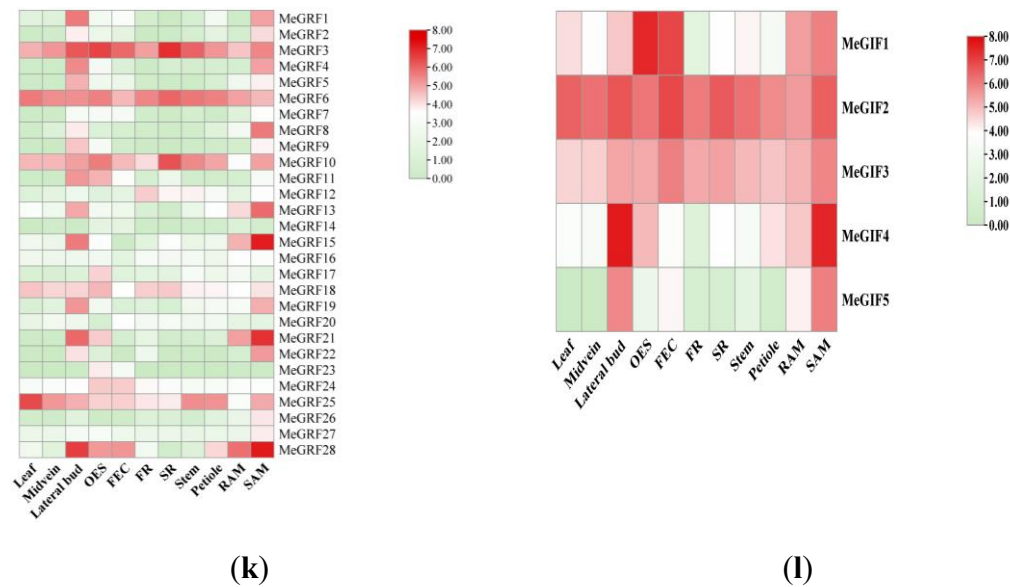 MeGRF1
MeGRF2
MeGRF3
MeGRF4
MeGRF5
MeGRF6
MeGRF7
MeGRF8
MeGRF9
MeGRF10
MeGRF11
MeGRF12
MeGRF13
MeGRF14
MeGRF15
MeGRF16
MeGRF17
MeGRF18
MeGRF19
MeGRF20
MeGRF21
MeGRF22
MeGRF23
MeGRF24
MeGRF25
MeGRF26
MeGRF27
MeGRF28
Leaf
Midvein
Lateral bud
OES
FEC
FR
SR
Stem
Petiole
RAM
SAM
8.00
7.00
6.00
5.00
4.00
3.00
2.00
1.00
0.00
(k)
MeGIF1
MeGIF2
MeGIF3
MeGIF4
MeGIF5
Leaf
Midvein
Lateral bud
OES
FEC
FR
SR
Stem
Petiole
RAM
SAM
8.00
7.00
6.00
5.00
4.00
3.00
2.00
1.00
0.00
(l)